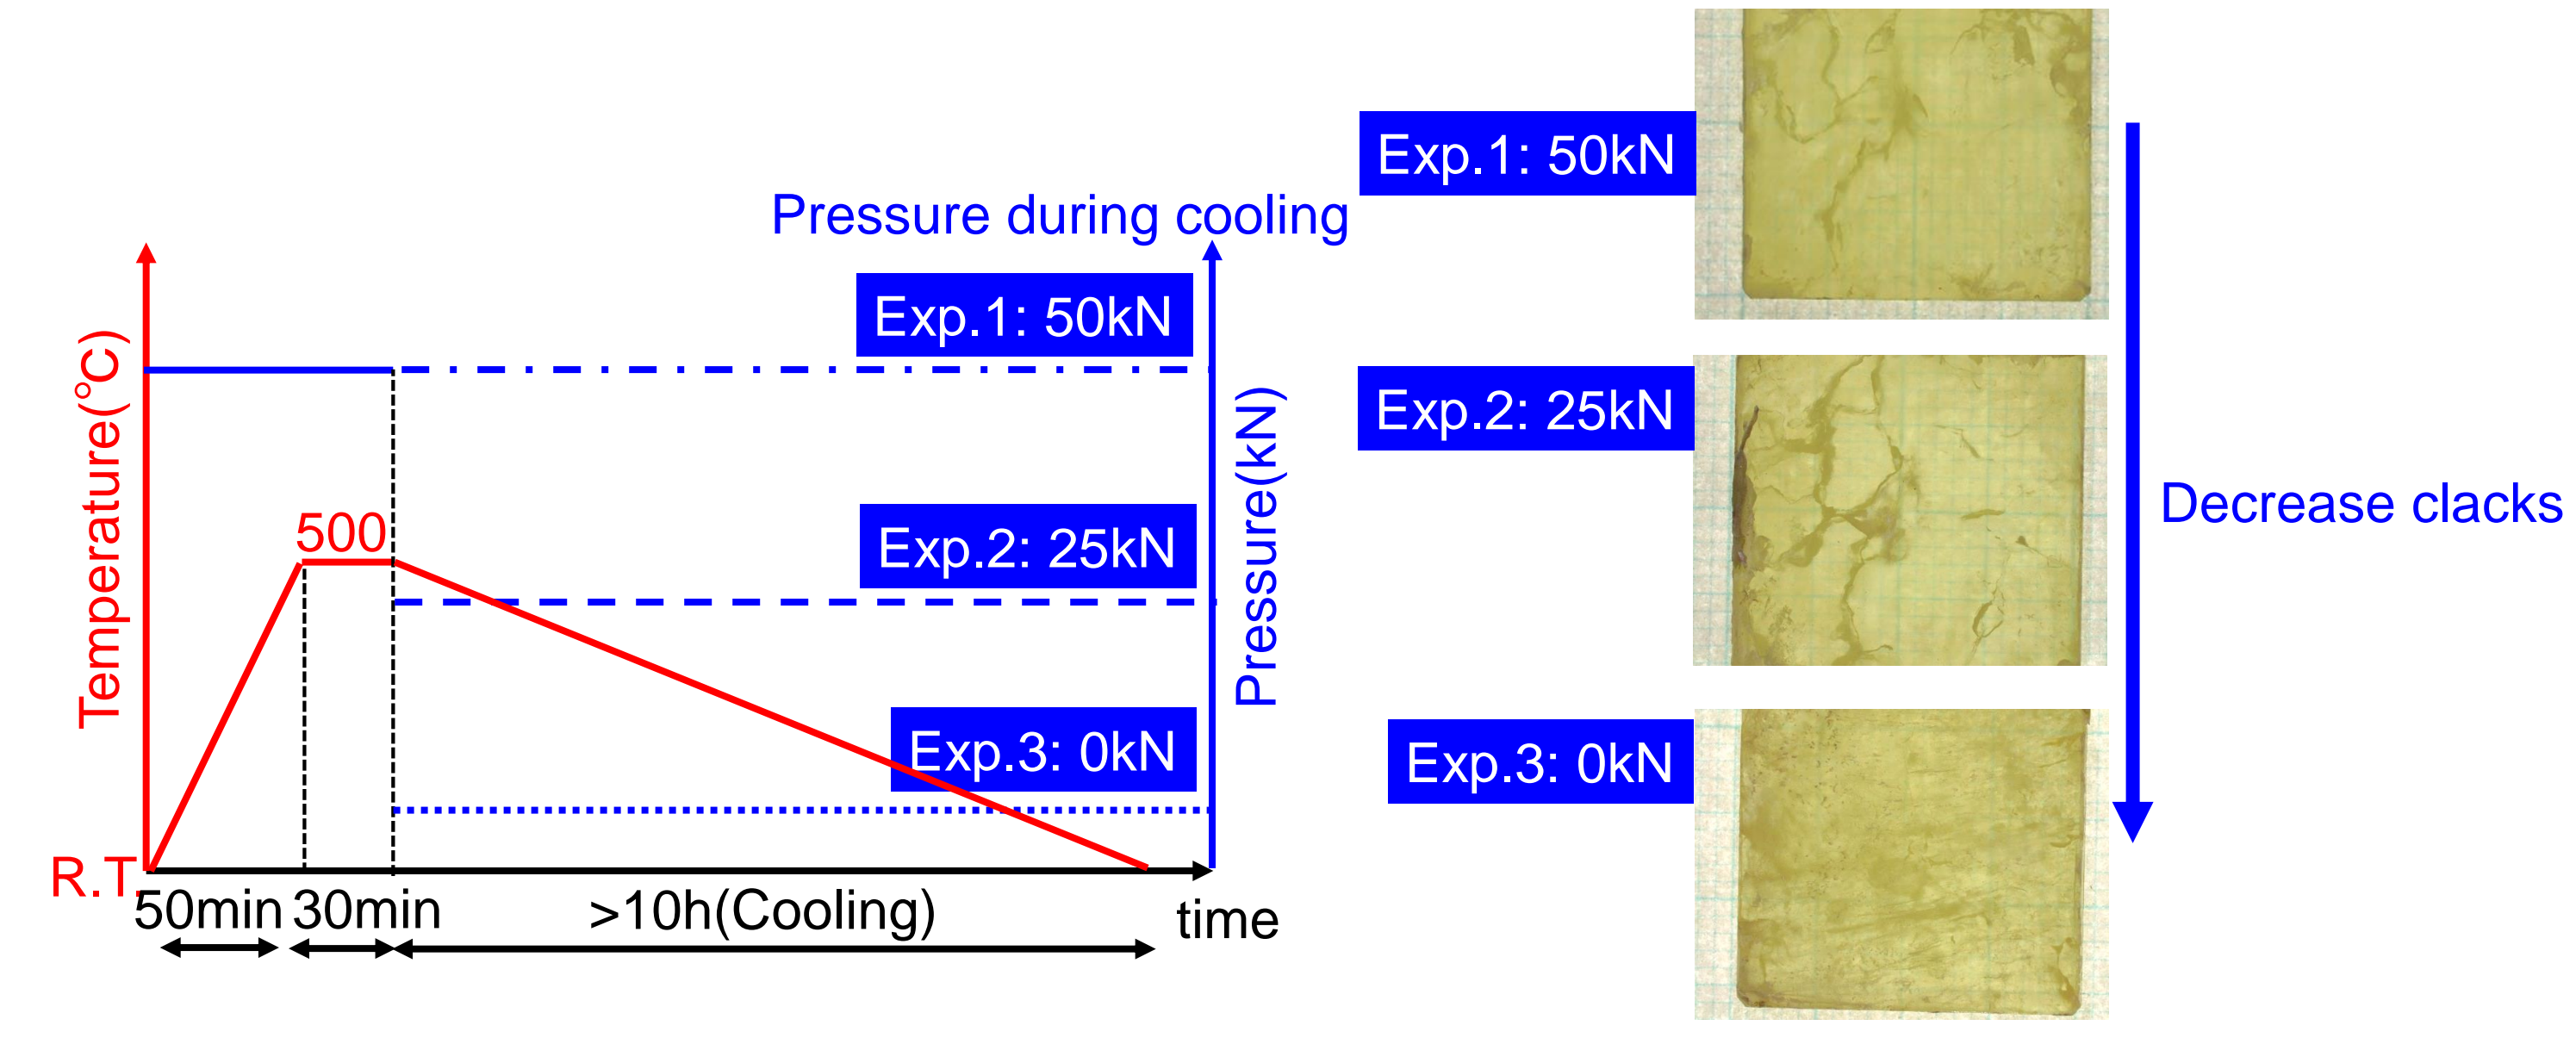 Pressure during cooling
Temperature(℃)
Exp.1: 50kN
Exp.2: 25kN
Exp.3: 0kN
500
Pressure(kN)
R.T.
50min
30min
>10h(Cooling)
time
Exp.1: 50kN
Exp.2: 25kN
Exp.3: 0kN
Decrease clacks